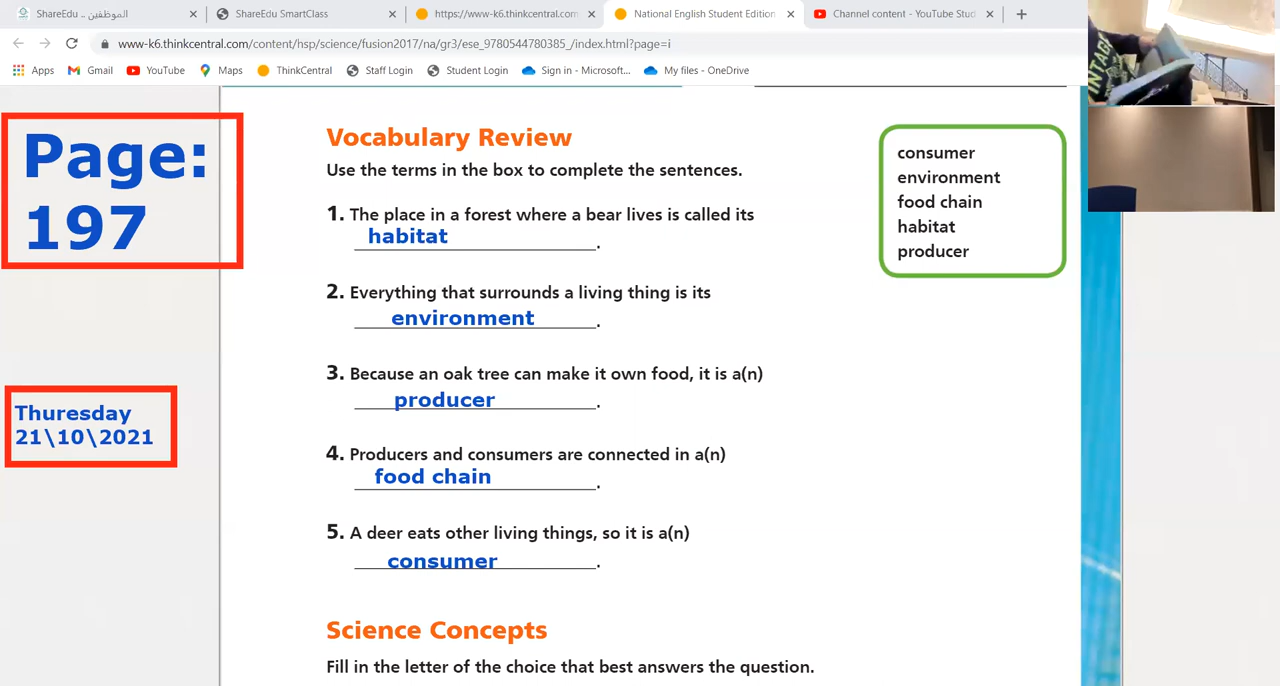 ShareEdu .. الموظفين
ShareEdu SmartClass
https://www-k6.thinkcentral.com
National English Student Edition
Channel content - YouTube Stud
www-k6.thinkcentral.com/content/hsp/science/fusion2017/na/gr3/ese_9780544780385_/index.html?page=i
Apps
Gmail
YouTube
Maps
ThinkCentral
Staff Login
Student Login
Sign in - Microsoft...
My files - OneDrive
Page:
197
Thuresday
21\10\2021
Vocabulary Review
Use the terms in the box to complete the sentences.
1. The place in a forest where a bear lives is called its
habitat.
2. Everything that surrounds a living thing is its
environment.
3. Because an oak tree can make it own food, it is a(n)
producer.
4. Producers and consumers are connected in a(n)
food chain.
5. A deer eats other living things, so it is a(n)
consumer.
consumer
environment
food chain
habitat
producer
Science Concepts
Fill in the letter of the choice that best answers the question.